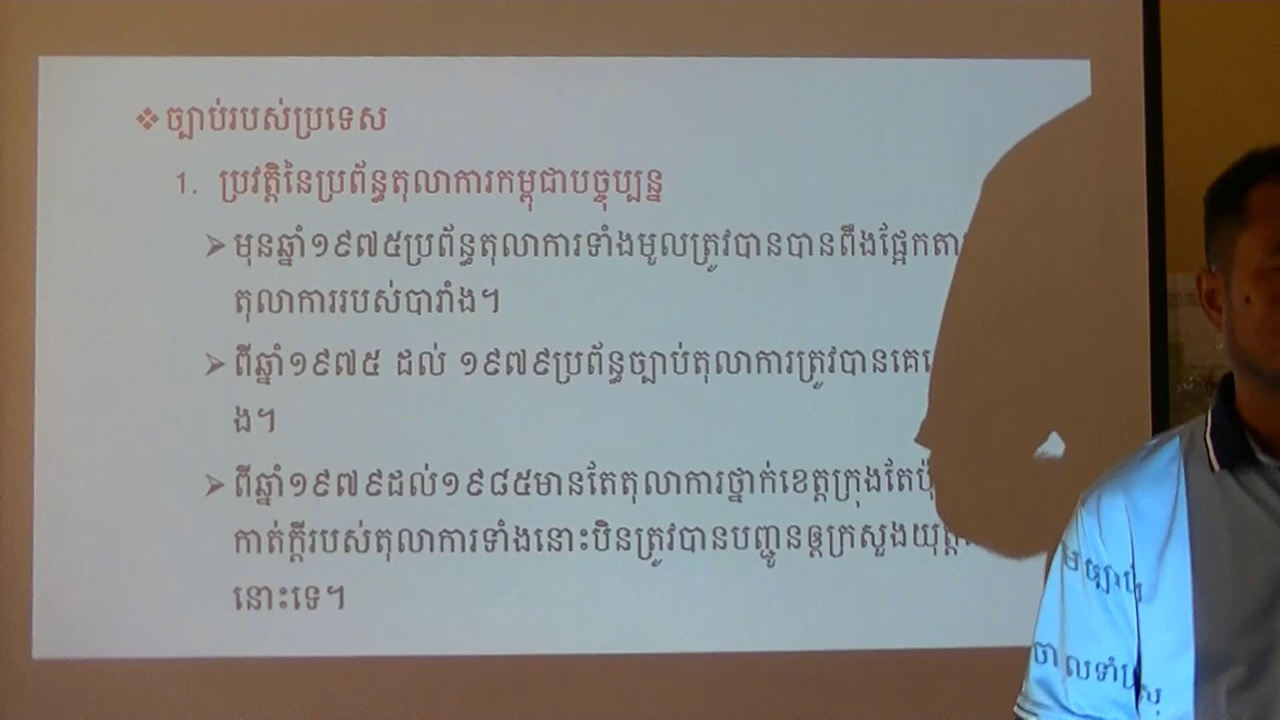 ❖ ច្បាប់របស់ប្រទេស
1. ប្រវត្តិនៃប្រព័ន្ធតុលាការកម្ពុជាបច្ចុប្បន្ន
➢ មុនឆ្នាំ១៩៧៥ប្រព័ន្ធតុលាការទាំងមូលត្រូវបានបានពឹងផ្អែកតា
តុលាការរបស់បារាំង។
➢ ពីឆ្នាំ១៩៧៥ ដល់ ១៩៧៩ប្រព័ន្ធច្បាប់តុលាការត្រូវបានគេ
ង។
➢ ពីឆ្នាំ១៩៧៩ដល់១៩៨៥មានតែតុលាការថ្នាក់ខេត្តក្រុងតែ
កាត់ក្តីរបស់តុលាការទាំងនោះបិនត្រូវបានបញ្ជូនឲ្យក្រសួង
នោះទេ។